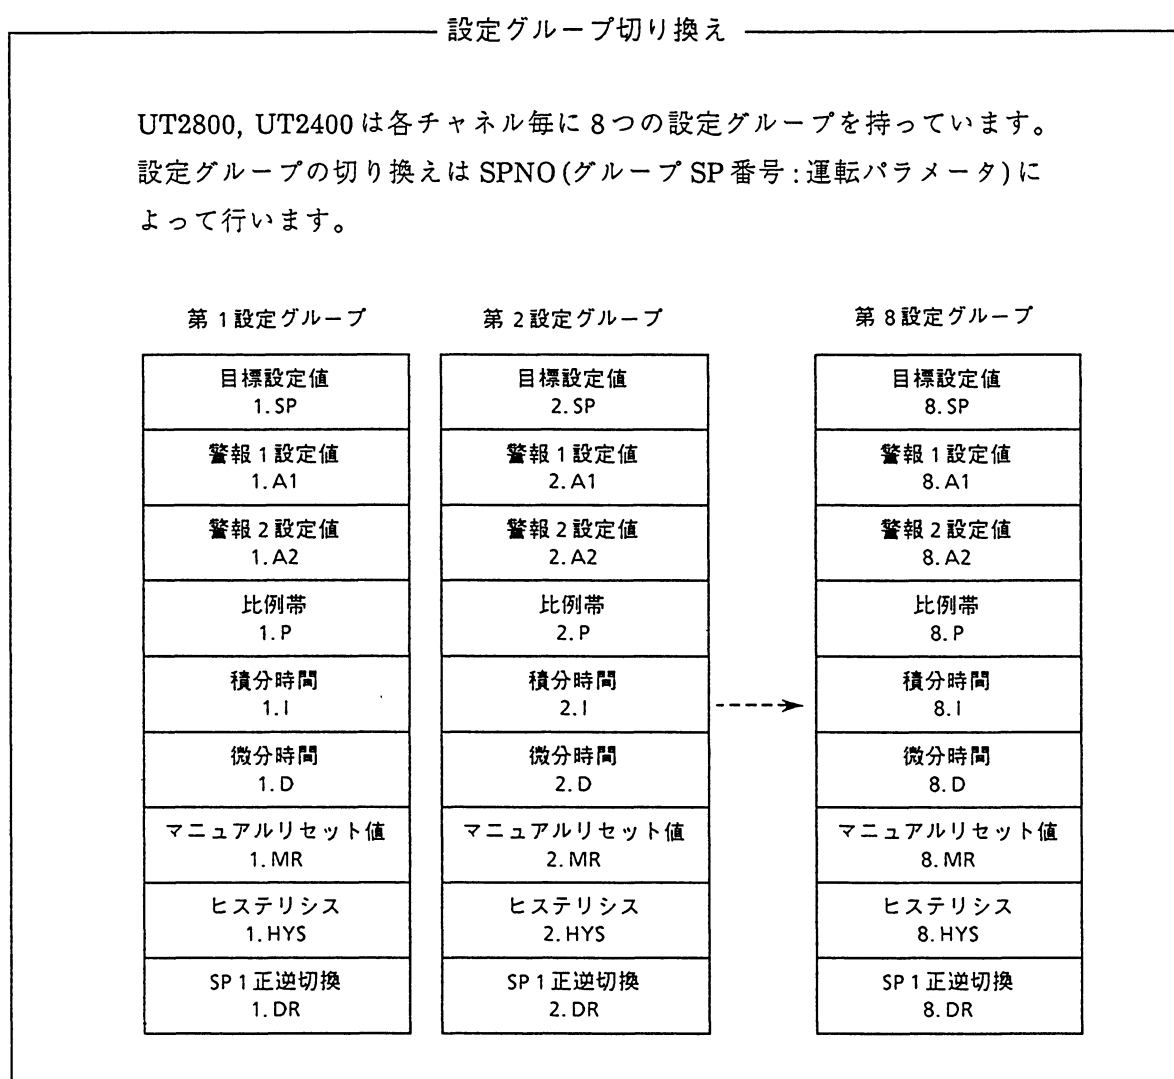 設定グループ切り換え
UT2800, UT2400は各チャネル毎に8つの設定グループを持っています。
設定グループの切り換えはSPNO(グループSP番号:運転パラメータ)に
よって行います。
第1設定グループ
第2設定グループ
第8設定グループ
目標設定値
1. SP
警報1設定値
1. A1
警報2設定値
1. A2
比例帯
1. P
積分時間
1. I
微分時間
1. D
マニュアルリセット値
1. MR
ヒステリシス
1. HYS
SP1正逆切換
1. DR
目標設定値
2. SP
警報1設定値
2. A1
警報2設定値
2. A2
比例帯
2. P
積分時間
2. I
微分時間
2. D
マニュアルリセット値
2. MR
ヒステリシス
2. HYS
SP1正逆切換
2. DR
目標設定値
8. SP
警報1設定値
8. A1
警報2設定値
8. A2
比例帯
8. P
積分時間
8. I
微分時間
8. D
マニュアルリセット値
8. MR
ヒステリシス
8. HYS
SP1正逆切換
8. DR